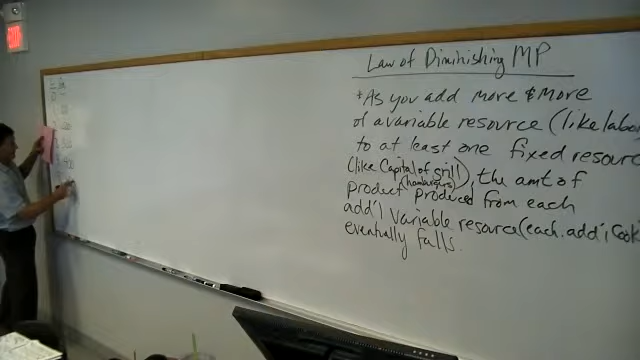 Law of Diminishing MP
*As you add more & more
of a variable resource (like labor
to at least one fixed resourc
(like Capital of grill), the amt of
(hamburgers)
product produced from each
add'l variable resource (each add'l Cook
eventually falls.